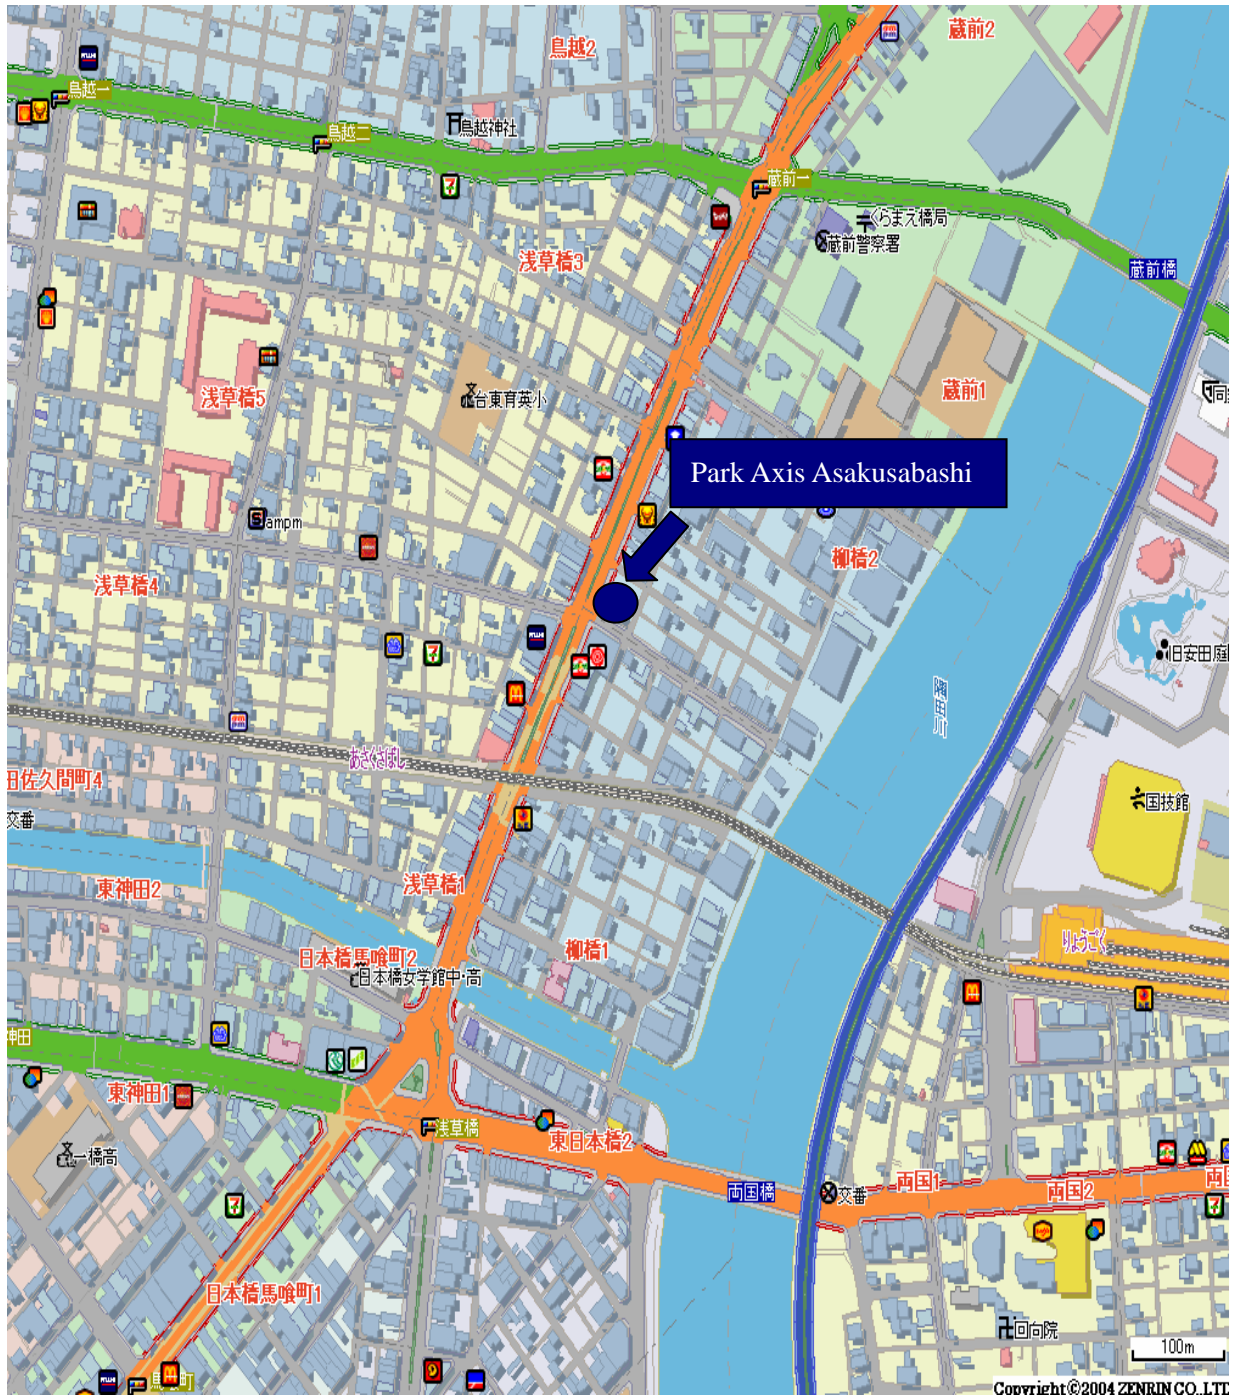 蔵前2
鳥越2
鳥越一
鳥越二
鳥越神社
蔵前一
くらまえ橋局
蔵前警察署
浅草橋3
蔵前橋
浅草橋5
台東育英小
蔵前1
Park Axis Asakusabashi
ampm
柳橋2
浅草橋4
旧安田庭
隅田川
あさくさばし
田佐久間町4
国技館
交番
東神田2
浅草橋1
りょうごく
柳橋1
日本橋馬喰町2
日本橋女学館中・高
神田
東神田1
浅草橋
東日本橋2
一橋高
両国橋
交番
両国1
両国2
両国
日本橋馬喰町1
回向院
100m
馬喰町
Copyright©2004 ZENRIN CO., LTD